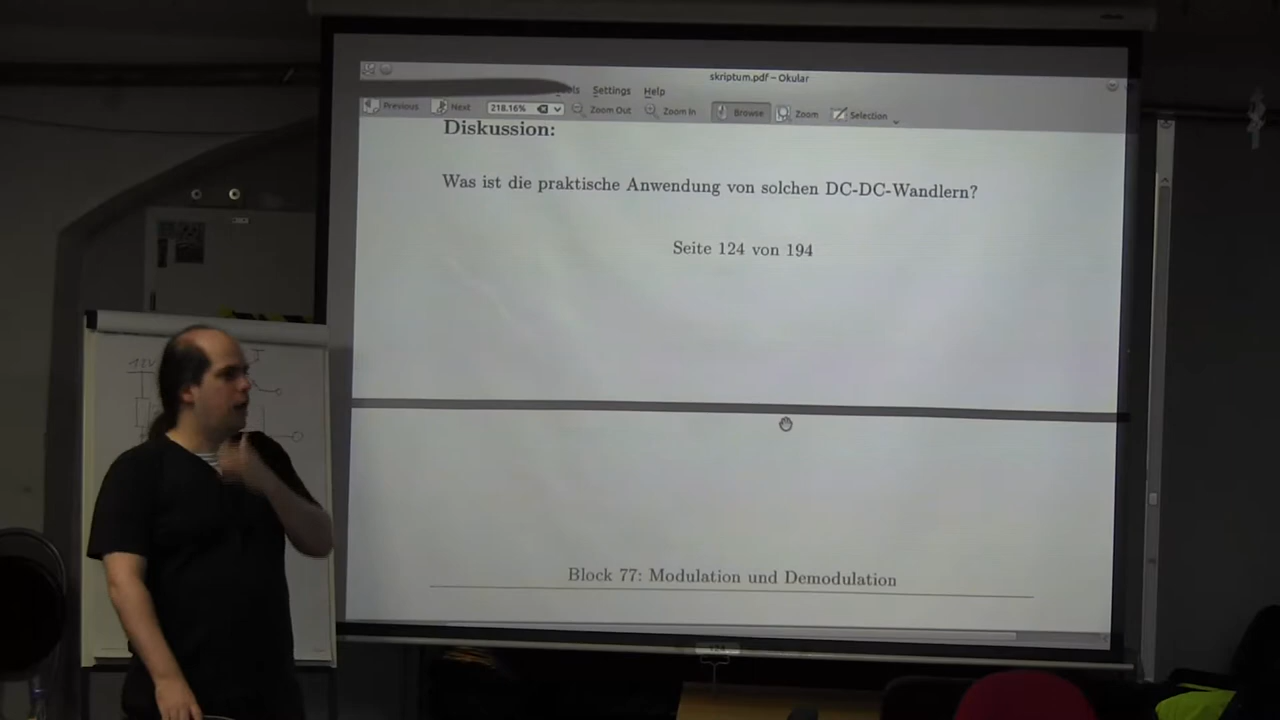 skriptum.pdf – Okular
Settings Help
Previous Next 218.16% Zoom Out Zoom In Browse Zoom Selection
Diskussion:
Was ist die praktische Anwendung von solchen DC-DC-Wandlern?
Seite 124 von 194
Block 77: Modulation und Demodulation
12V